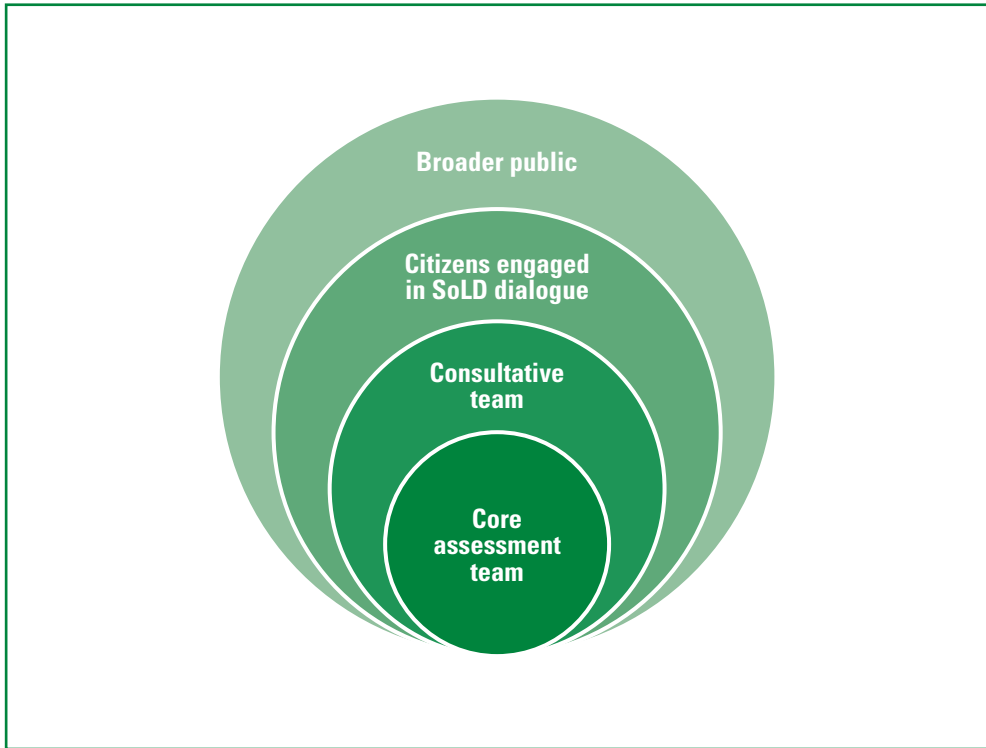 Broader public
Citizens engaged
in SoLD dialogue
Consultative
team
Core
assessment
team